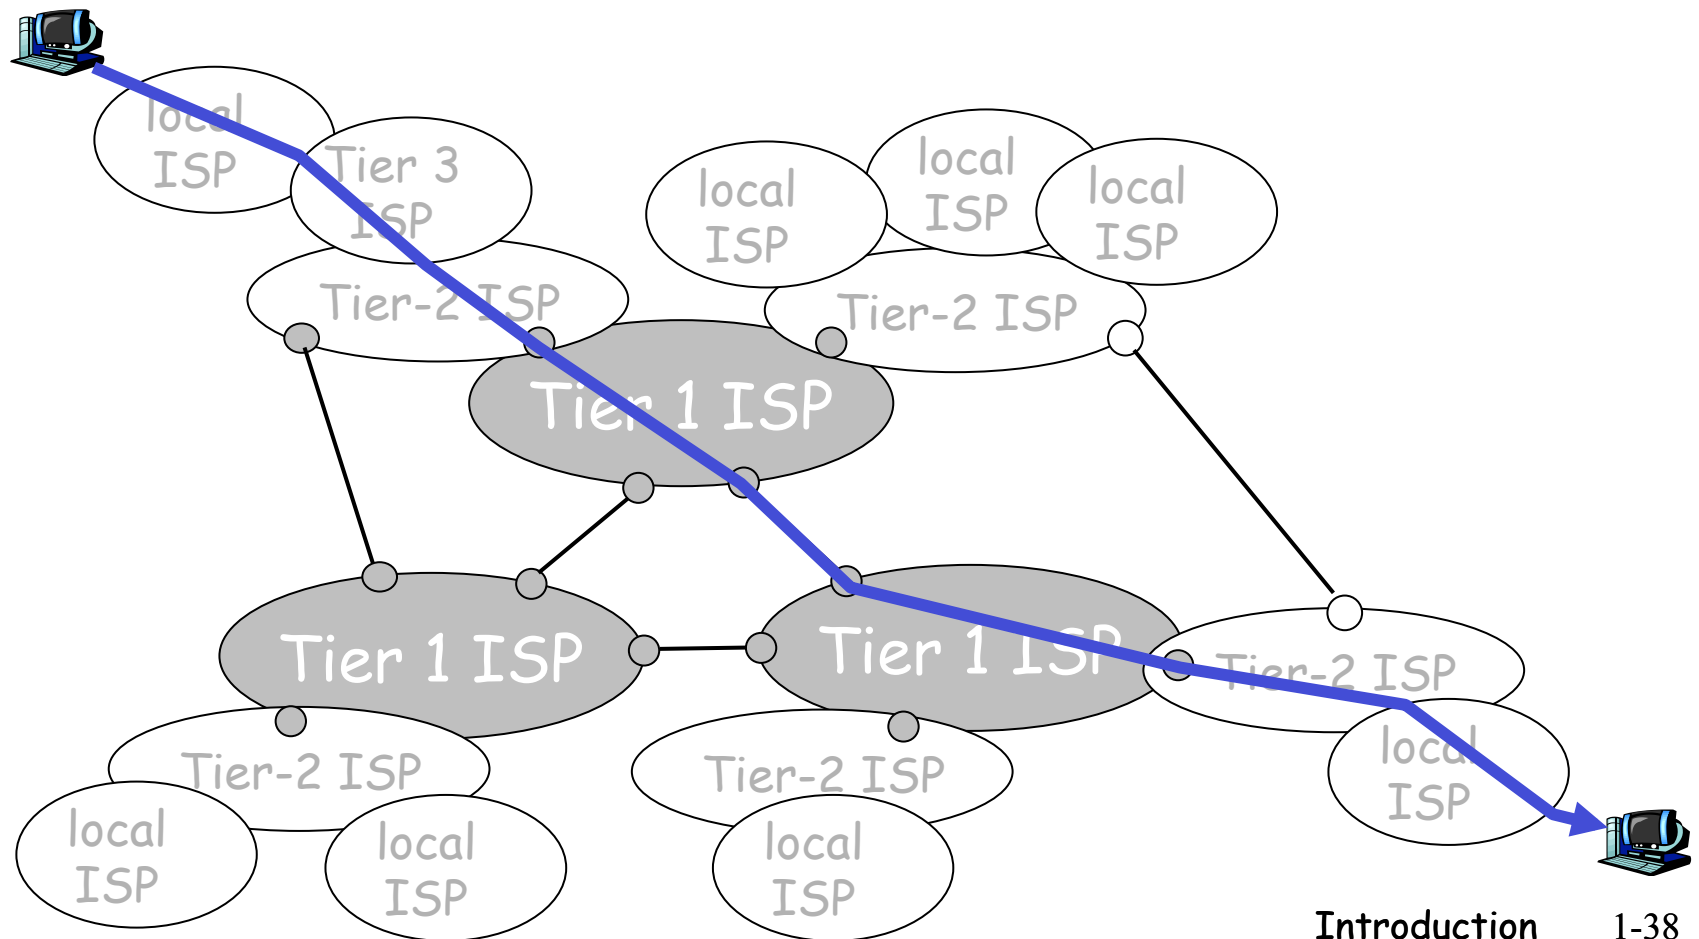 local
ISP
Tier 3
ISP
Tier-2 ISP
local
ISP
local
ISP
local
ISP
Tier-2 ISP
Tier 1 ISP
Tier 1 ISP
Tier 1 ISP
Tier-2 ISP
local
ISP
Tier-2 ISP
local
ISP
local
ISP
Tier-2 ISP
local
ISP
Introduction 1-38